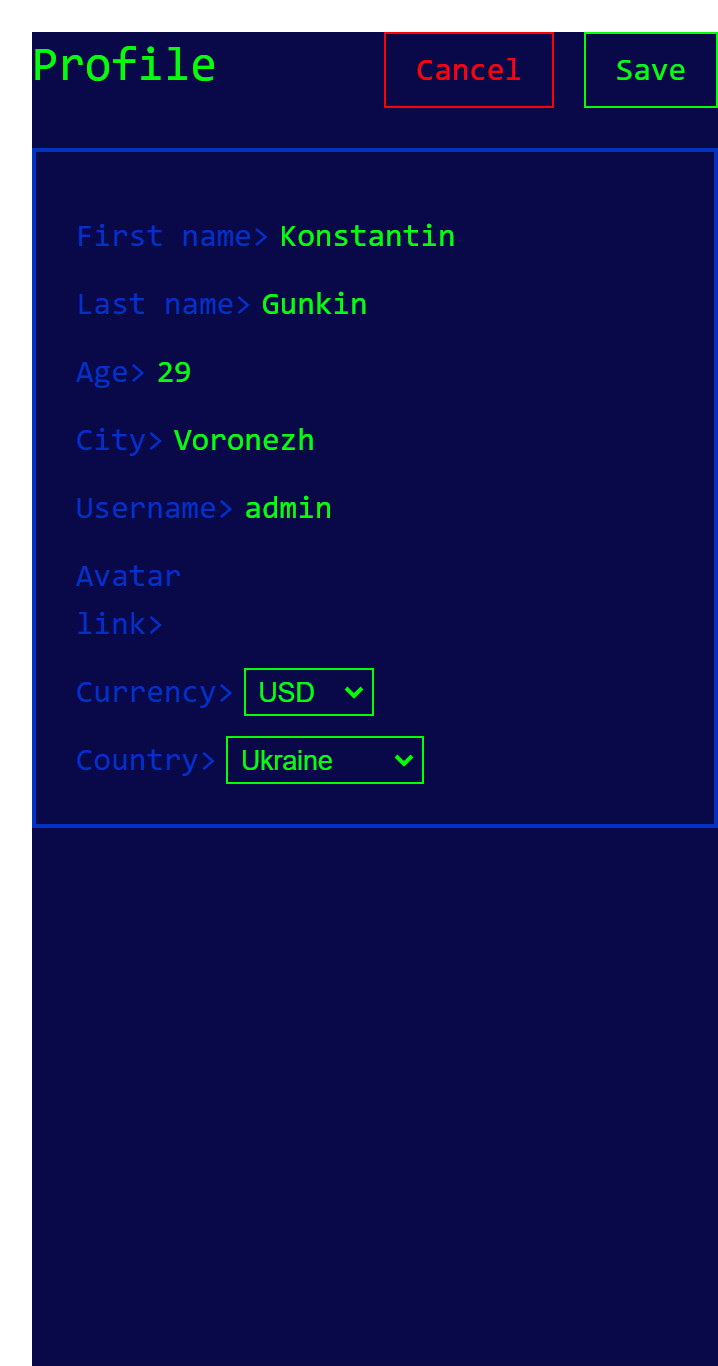 Profile Cancel Save
First name> Konstantin
Last name> Gunkin
Age> 29
City> Voronezh
Username> admin
Avatar
link>
Currency> USD
Country> Ukraine